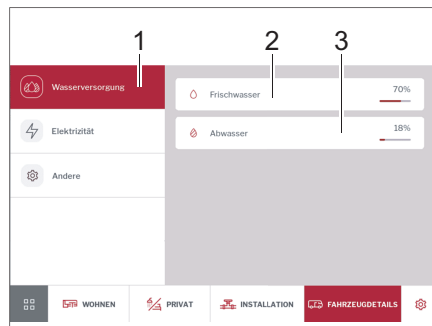 1 2 3
Wasserversorgung
Frischwasser 70%
Elektrizität
Abwasser 18%
Andere
WOHNEN PRIVAT INSTALLATION FAHRZEUGDETAILS